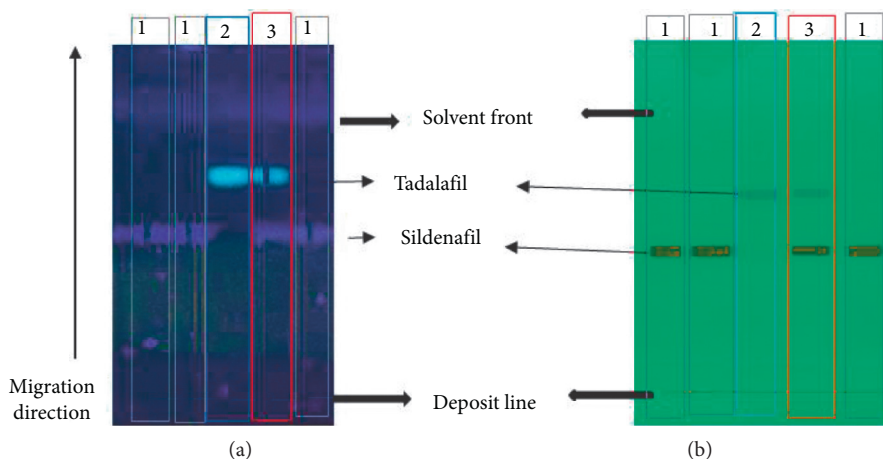 1 1 2 3 1
1 1 2 3 1
Solvent front
Tadalafil
Sildenafil
Migration
direction
Deposit line
(a)
(b)